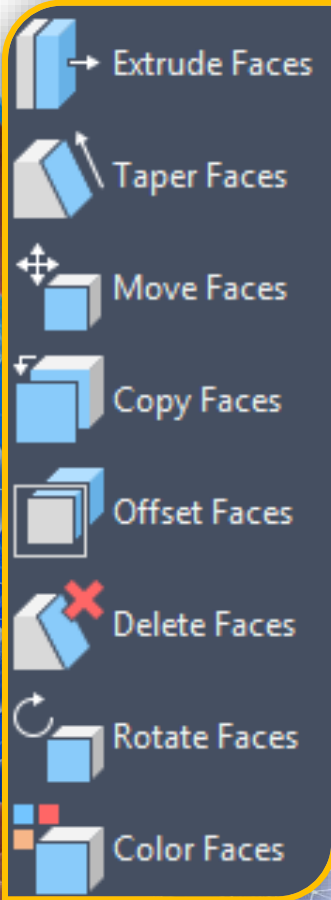 Extrude Faces
Taper Faces
Move Faces
Copy Faces
Offset Faces
Delete Faces
Rotate Faces
Color Faces